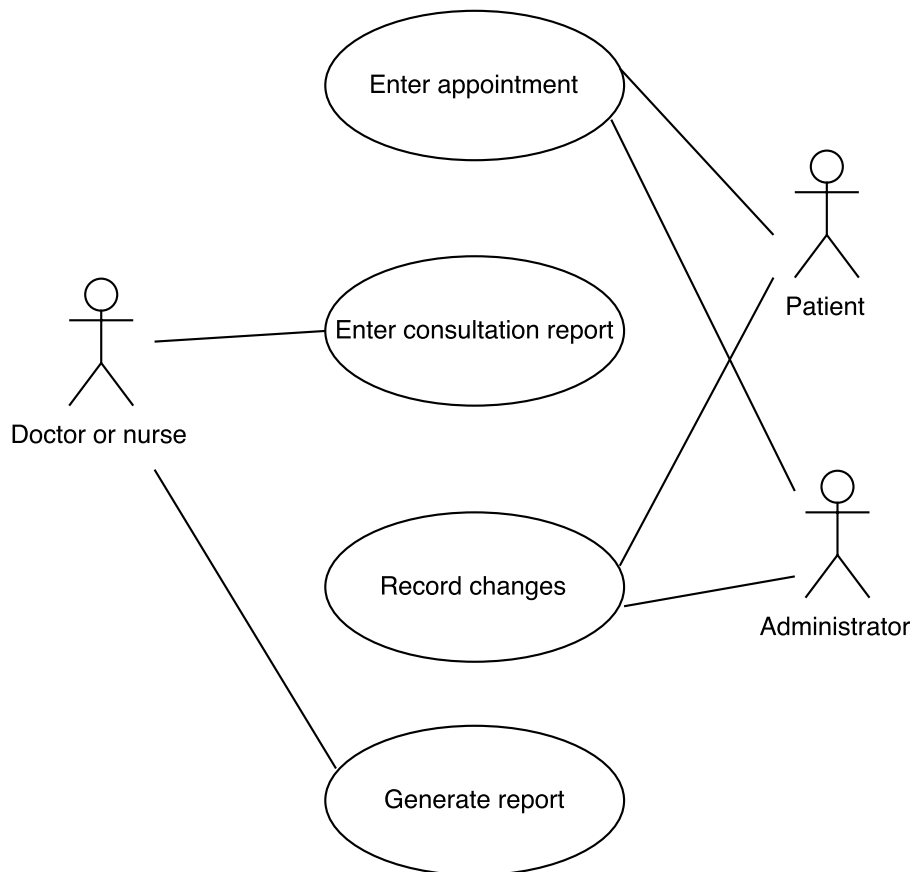 Enter appointment
Patient
Enter consultation report
Doctor or nurse
Record changes
Administrator
Generate report